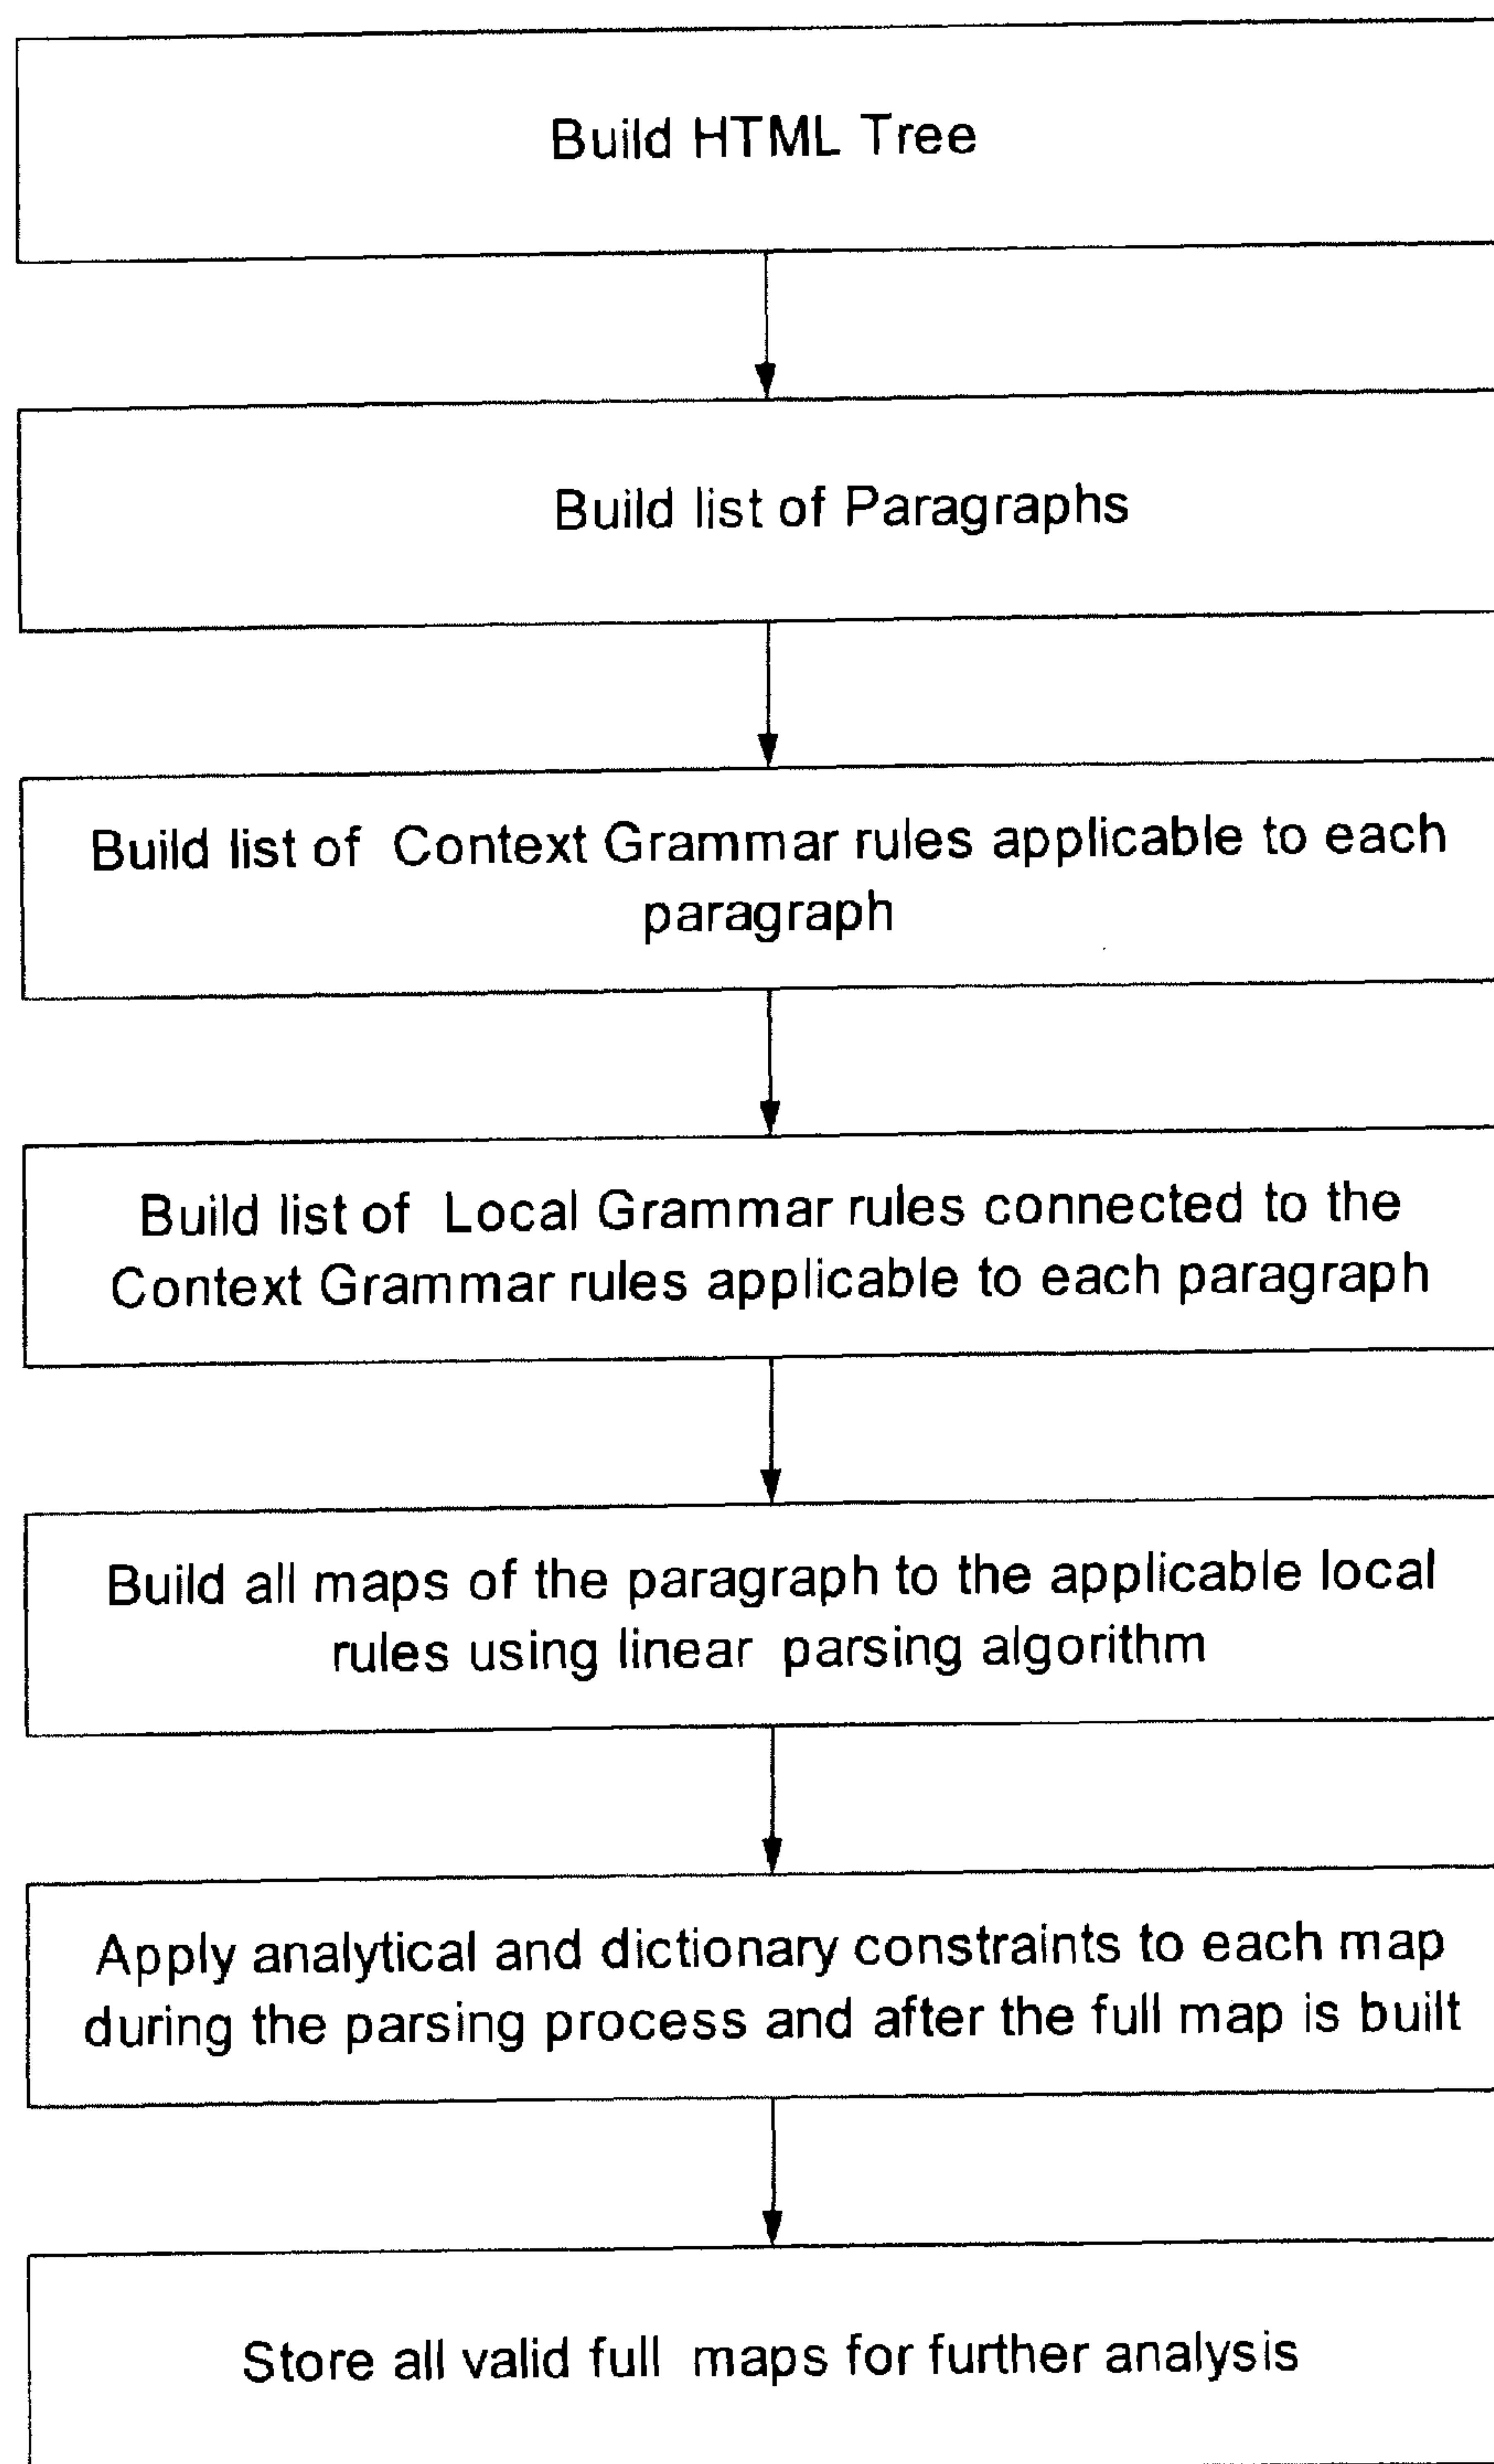 Build HTML Tree
Build list of Paragraphs
Build list of Context Grammar rules applicable to each
paragraph
Build list of Local Grammar rules connected to the
Context Grammar rules applicable to each paragraph
Build all maps of the paragraph to the applicable local
rules using linear parsing algorithm
Apply analytical and dictionary constraints to each map
during the parsing process and after the full map is built
Store all valid full maps for further analysis